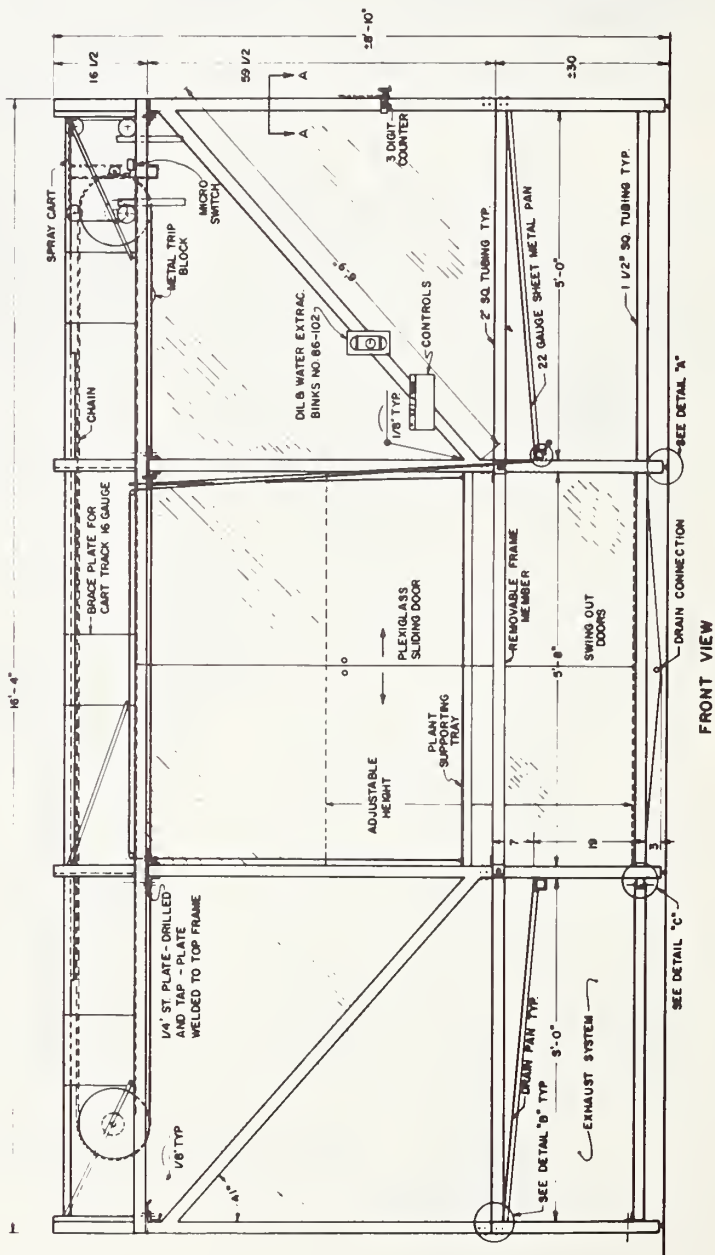 16'-4"
SPRAY CART
CHAIN
BRACE PLATE FOR
CART TRACK 16 GAUGE
MICRO
SWITCH
METAL TRIP
BLOCK
16 1/2
59 1/2
±8'-10"
±30
A
A
3 DIGIT
COUNTER
OIL & WATER EXTRAC.
BINKS NO. 86-102
CONTROLS
1/8" TYP.
2" SQ. TUBING TYP.
22 GAUGE SHEET METAL PAN
5'-0"
1 1/2" SQ. TUBING TYP.
SEE DETAIL "A"
1/4" ST. PLATE - DRILLED
AND TAP - PLATE
WELDED TO TOP FRAME
1/8" TYP
41°
ADJUSTABLE
HEIGHT
PLEXIGLASS
SLIDING DOOR
PLANT
SUPPORTING
TRAY
REMOVABLE FRAME
MEMBER
5'-8"
SWING OUT
DOORS
DRAIN CONNECTION
7
19
3
DRAIN PAN TYP.
5'-0"
SEE DETAIL "B" TYP
EXHAUST SYSTEM
SEE DETAIL "C"
FRONT VIEW